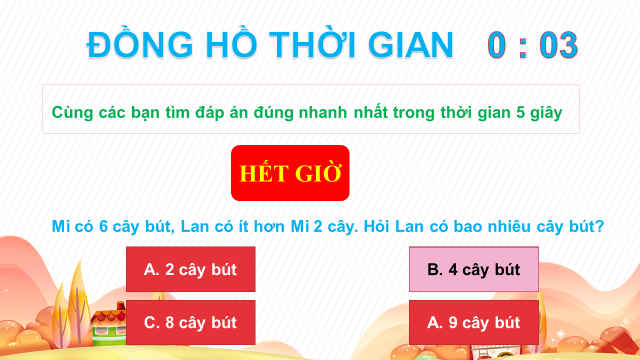 ĐỒNG HỒ THỜI GIAN 0 : 03
Cùng các bạn tìm đáp án đúng nhanh nhất trong thời gian 5 giây
HẾT GIỜ
Mi có 6 cây bút, Lan có ít hơn Mi 2 cây. Hỏi Lan có bao nhiêu cây bút?
A. 2 cây bút
B. 4 cây bút
C. 8 cây bút
A. 9 cây bút